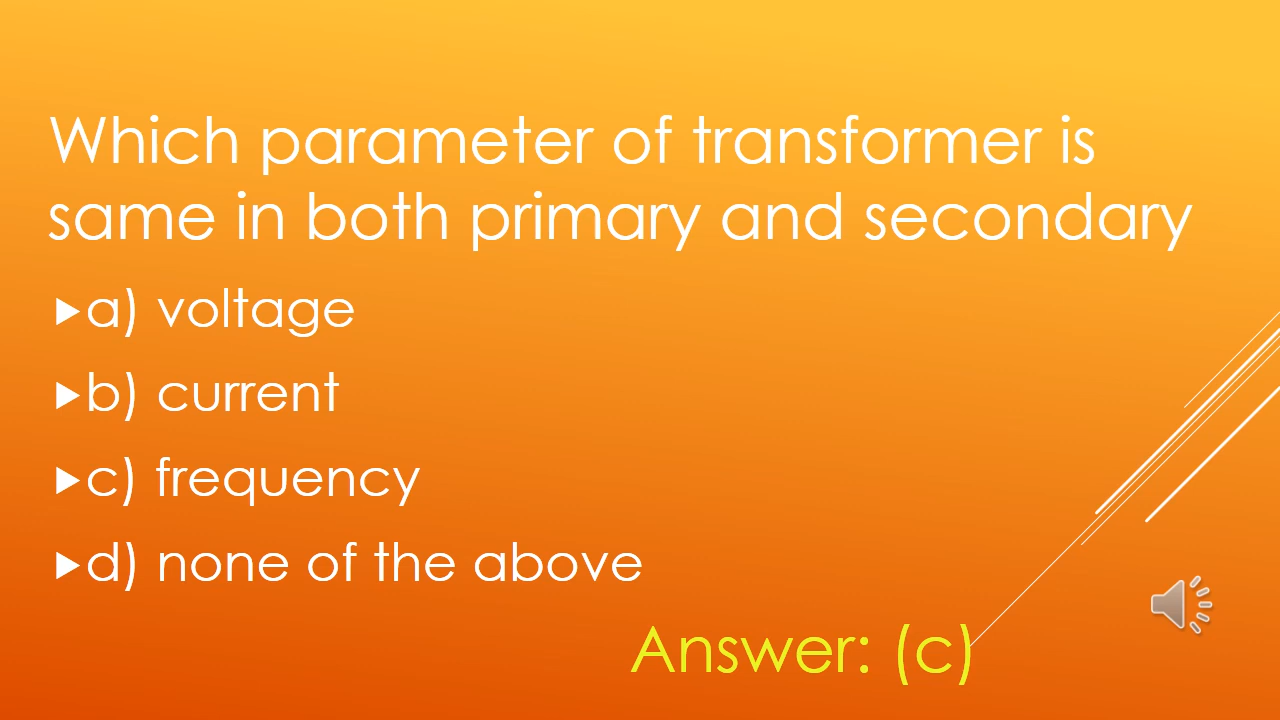 Which parameter of transformer is
same in both primary and secondary
a) voltage
b) current
c) frequency
d) none of the above
Answer: (c)